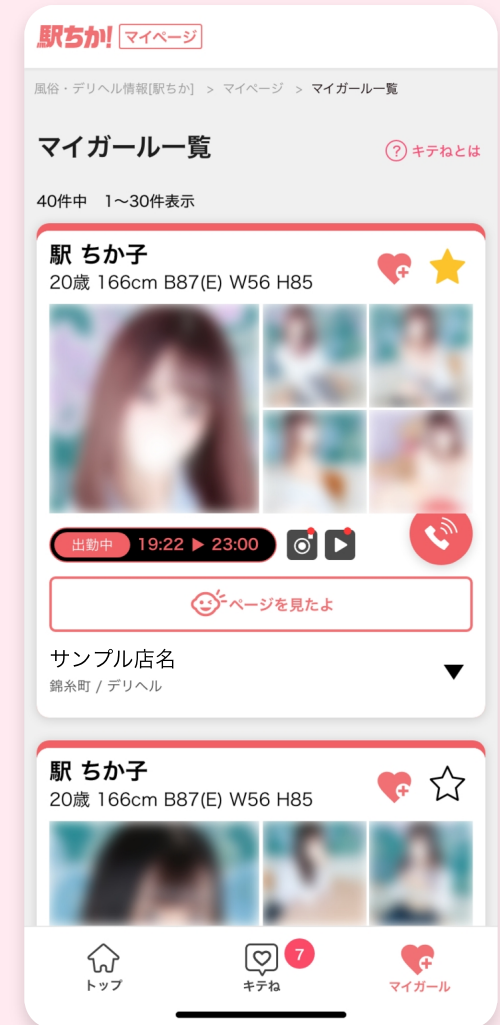 駅ちか! マイページ
風俗・デリヘル情報[駅ちか] > マイページ > マイガール一覧
マイガール一覧
? キテねとは
40件中 1〜30件表示
駅 ちか子
20歳 166cm B87(E) W56 H85
出勤中 19:22 ▶ 23:00
ページを見たよ
サンプル店名
錦糸町 / デリヘル
駅 ちか子
20歳 166cm B87(E) W56 H85
7
トップ キテね マイガール